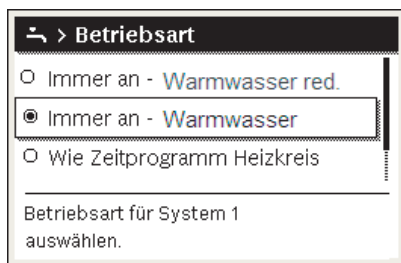 > Betriebsart
Immer an - Warmwasser red.
Immer an - Warmwasser
Wie Zeitprogramm Heizkreis
Betriebsart für System 1
auswählen.